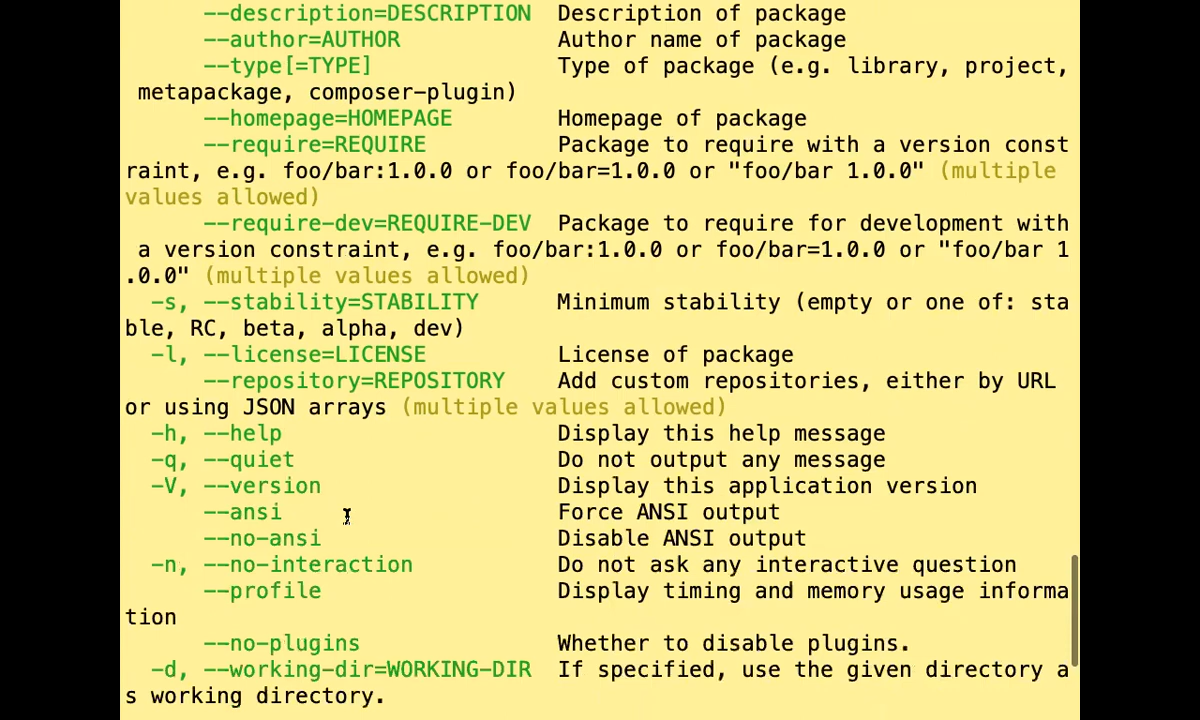 --description=DESCRIPTION  Description of package
--author=AUTHOR            Author name of package
--type[=TYPE]              Type of package (e.g. library, project,
metapackage, composer-plugin)
--homepage=HOMEPAGE        Homepage of package
--require=REQUIRE          Package to require with a version const
raint, e.g. foo/bar:1.0.0 or foo/bar=1.0.0 or "foo/bar 1.0.0" (multiple
values allowed)
--require-dev=REQUIRE-DEV  Package to require for development with
a version constraint, e.g. foo/bar:1.0.0 or foo/bar=1.0.0 or "foo/bar 1
.0.0" (multiple values allowed)
-s, --stability=STABILITY      Minimum stability (empty or one of: sta
ble, RC, beta, alpha, dev)
-l, --license=LICENSE          License of package
--repository=REPOSITORY    Add custom repositories, either by URL
or using JSON arrays (multiple values allowed)
-h, --help                     Display this help message
-q, --quiet                    Do not output any message
-V, --version                  Display this application version
--ansi                     Force ANSI output
--no-ansi                  Disable ANSI output
-n, --no-interaction           Do not ask any interactive question
--profile                  Display timing and memory usage informa
tion
--no-plugins               Whether to disable plugins.
-d, --working-dir=WORKING-DIR  If specified, use the given directory a
s working directory.